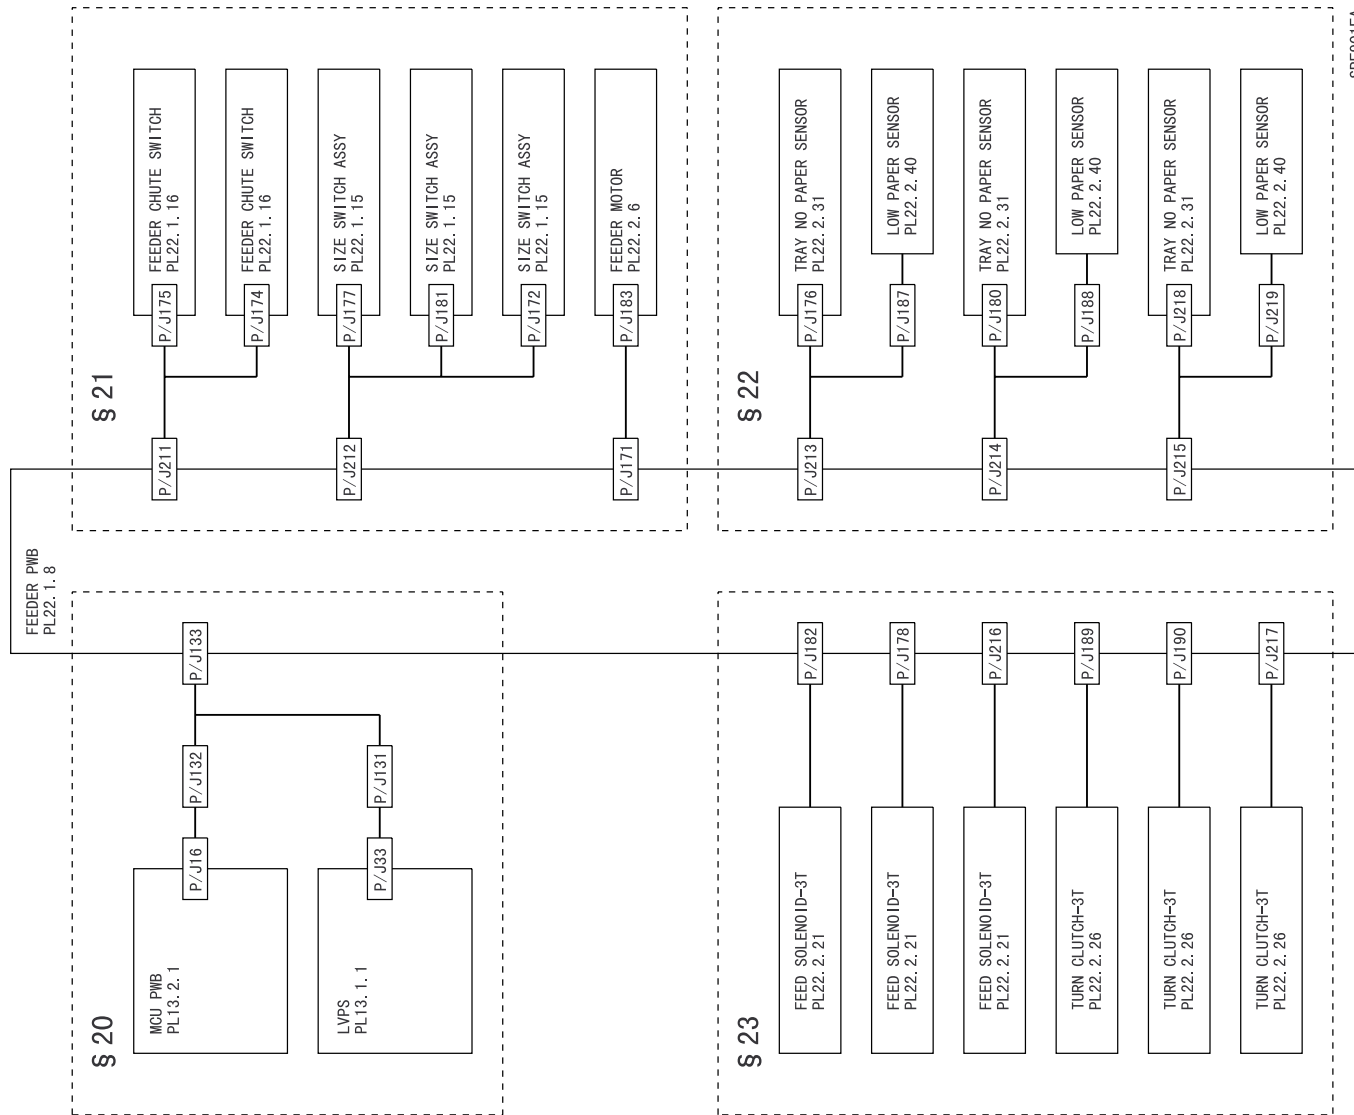 FEEDER PWB
PL22.1.8
§20
MCU PWB
PL13.2.1
P/J16
P/J132
P/J133
LVPS
PL13.1.1
P/J33
P/J131
§21
P/J211
P/J175
FEEDER CHUTE SWITCH
PL22.1.16
P/J174
FEEDER CHUTE SWITCH
PL22.1.16
P/J212
P/J177
SIZE SWITCH ASSY
PL22.1.15
P/J181
SIZE SWITCH ASSY
PL22.1.15
P/J172
SIZE SWITCH ASSY
PL22.1.15
P/J171
P/J183
FEEDER MOTOR
PL22.2.6
§23
FEED SOLENOID-3T
PL22.2.21
P/J182
FEED SOLENOID-3T
PL22.2.21
P/J178
FEED SOLENOID-3T
PL22.2.21
P/J216
TURN CLUTCH-3T
PL22.2.26
P/J189
TURN CLUTCH-3T
PL22.2.26
P/J190
TURN CLUTCH-3T
PL22.2.26
P/J217
§22
P/J213
P/J176
TRAY NO PAPER SENSOR
PL22.2.31
P/J187
LOW PAPER SENSOR
PL22.2.40
P/J214
P/J180
TRAY NO PAPER SENSOR
PL22.2.31
P/J188
LOW PAPER SENSOR
PL22.2.40
P/J215
P/J218
TRAY NO PAPER SENSOR
PL22.2.31
P/J219
LOW PAPER SENSOR
PL22.2.40